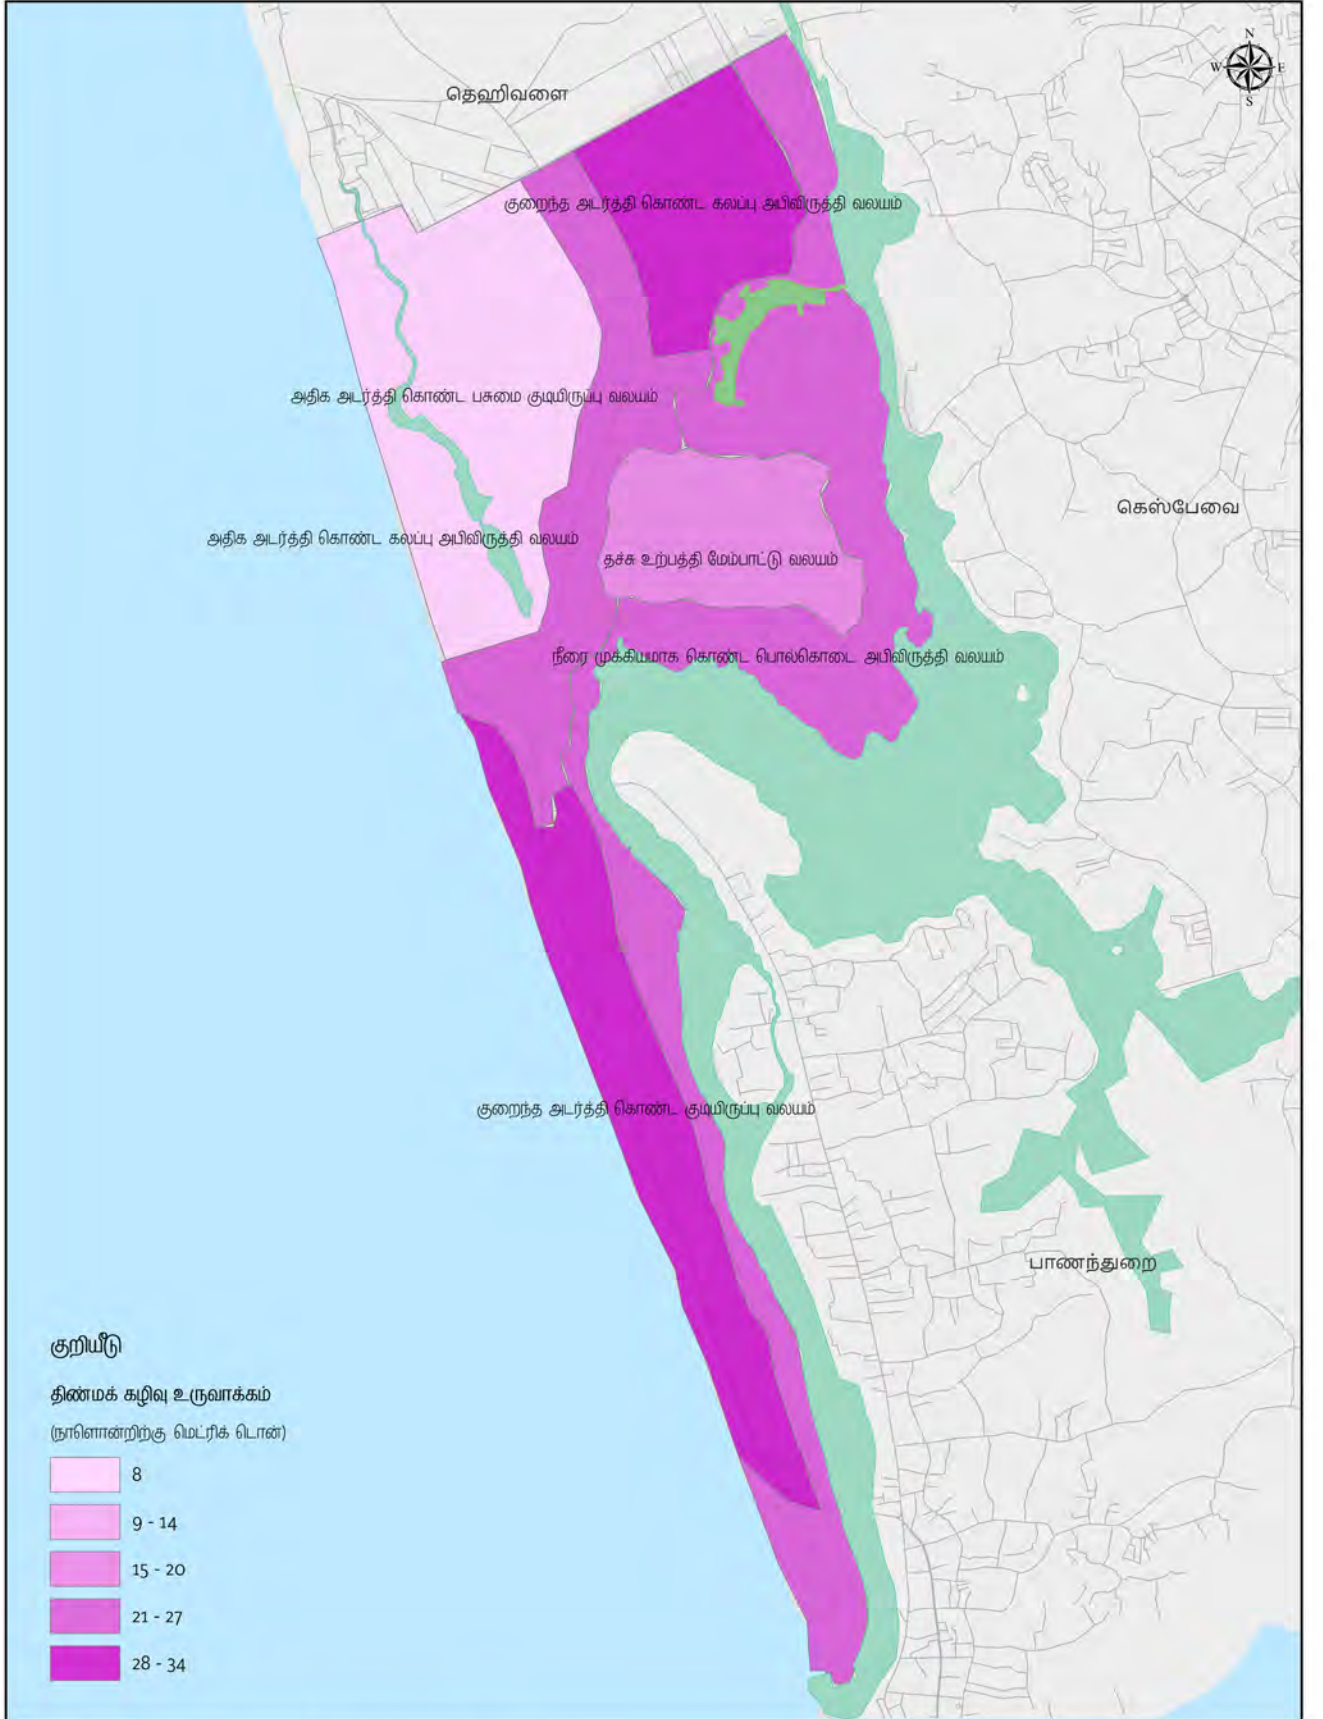 N
W E
S
தெஹிவளை
குறைந்த அடர்த்தி கொண்ட கலப்பு அபிவிருத்தி வலயம்
அதிக அடர்த்தி கொண்ட பசுமை குடியிருப்பு வலயம்
கெஸ்பேவை
அதிக அடர்த்தி கொண்ட கலப்பு அபிவிருத்தி வலயம்
தச்சு உற்பத்தி மேம்பாட்டு வலயம்
நீரை முக்கியமாக கொண்ட பொல்கொடை அபிவிருத்தி வலயம்
குறைந்த அடர்த்தி கொண்ட குடியிருப்பு வலயம்
பாணந்துறை
குறியீடு
திண்மக் கழிவு உருவாக்கம்
(நாளொன்றிற்கு மெட்ரிக் டொன்)
8
9 - 14
15 - 20
21 - 27
28 - 34